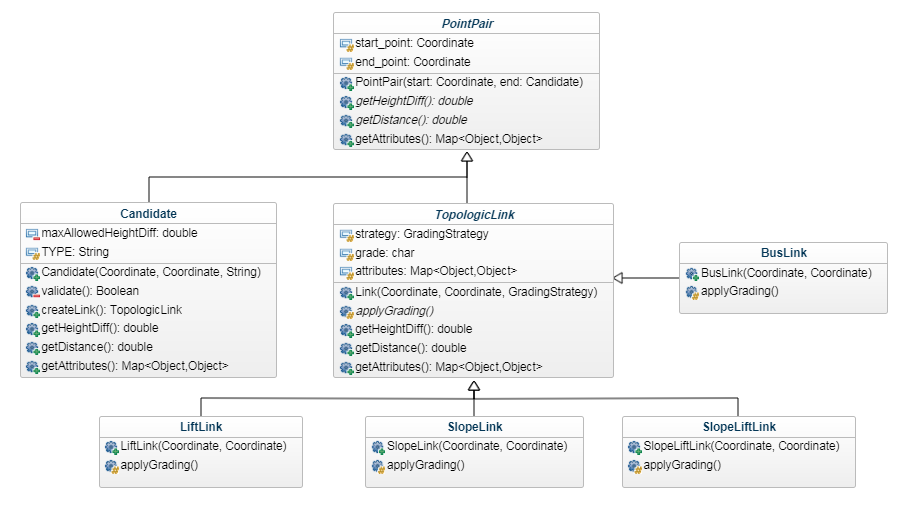 PointPair
start_point: Coordinate
end_point: Coordinate
PointPair(start: Coordinate, end: Candidate)
getHeightDiff(): double
getDistance(): double
getAttributes(): Map<Object,Object>
Candidate
maxAllowedHeightDiff: double
TYPE: String
Candidate(Coordinate, Coordinate, String)
validate(): Boolean
createLink(): TopologicLink
getHeightDiff(): double
getDistance(): double
getAttributes(): Map<Object,Object>
TopologicLink
strategy: GradingStrategy
grade: char
attributes: Map<Object,Object>
Link(Coordinate, Coordinate, GradingStrategy)
applyGrading()
getHeightDiff(): double
getDistance(): double
getAttributes(): Map<Object,Object>
BusLink
BusLink(Coordinate, Coordinate)
applyGrading()
LiftLink
LiftLink(Coordinate, Coordinate)
applyGrading()
SlopeLink
SlopeLink(Coordinate, Coordinate)
applyGrading()
SlopeLiftLink
SlopeLiftLink(Coordinate, Coordinate)
applyGrading()